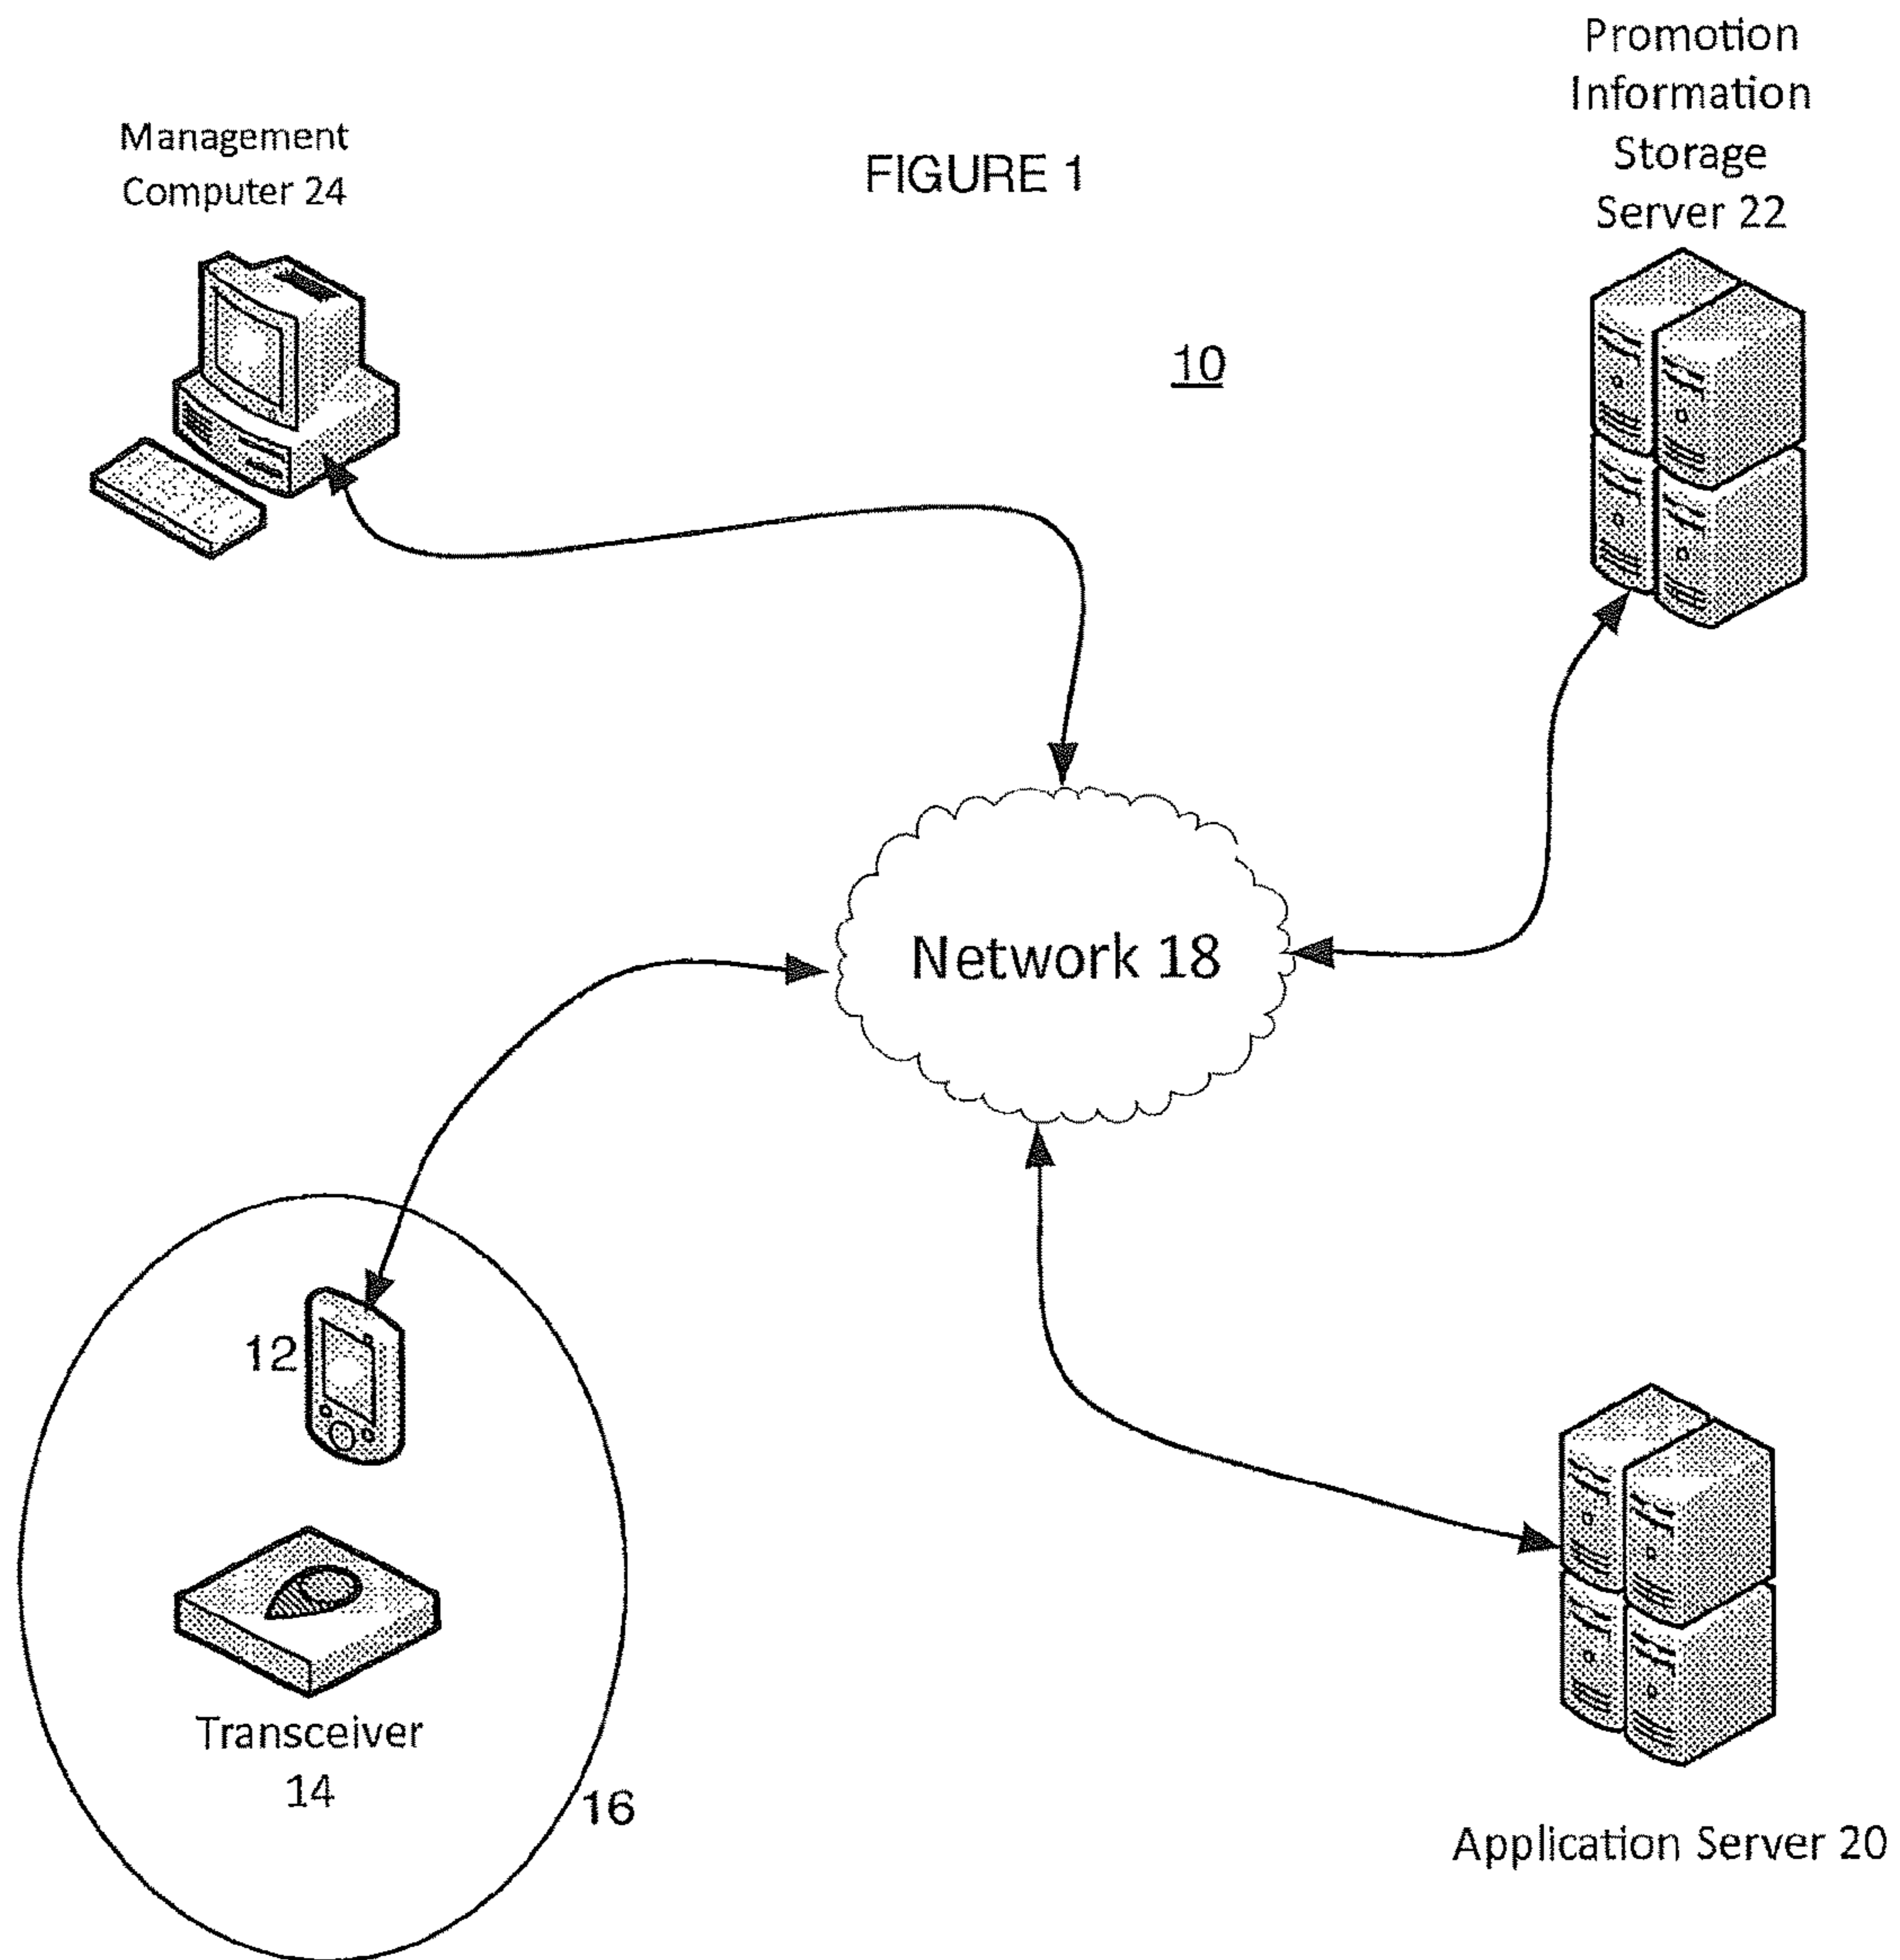 Promotion
Information
Storage
Server 22
Management
Computer 24
FIGURE 1
10
Network 18
12
Transceiver
14
16
Application Server 20